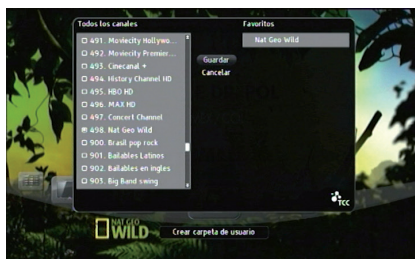 Todos los canales
491. Moviecity Hollywo...
492. Moviecity Premier...
493. Cinecanal +
494. History Channel HD
495. HBO HD
496. MAX HD
497. Concert Channel
498. Nat Geo Wild
900. Brasil pop rock
901. Bailables Latinos
902. Bailables en ingles
903. Big Band swing
Guardar
Cancelar
Favoritos
Nat Geo Wild
TCC
NAT GEO
WILD
Crear carpeta de usuario